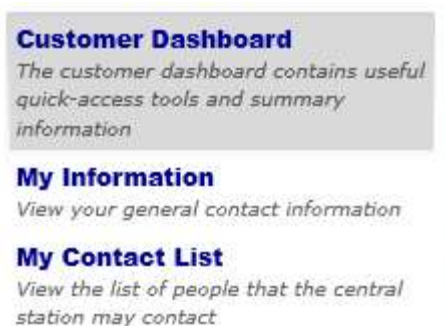 Customer Dashboard
The customer dashboard contains useful
quick-access tools and summary
information
My Information
View your general contact information
My Contact List
View the list of people that the central
station may contact